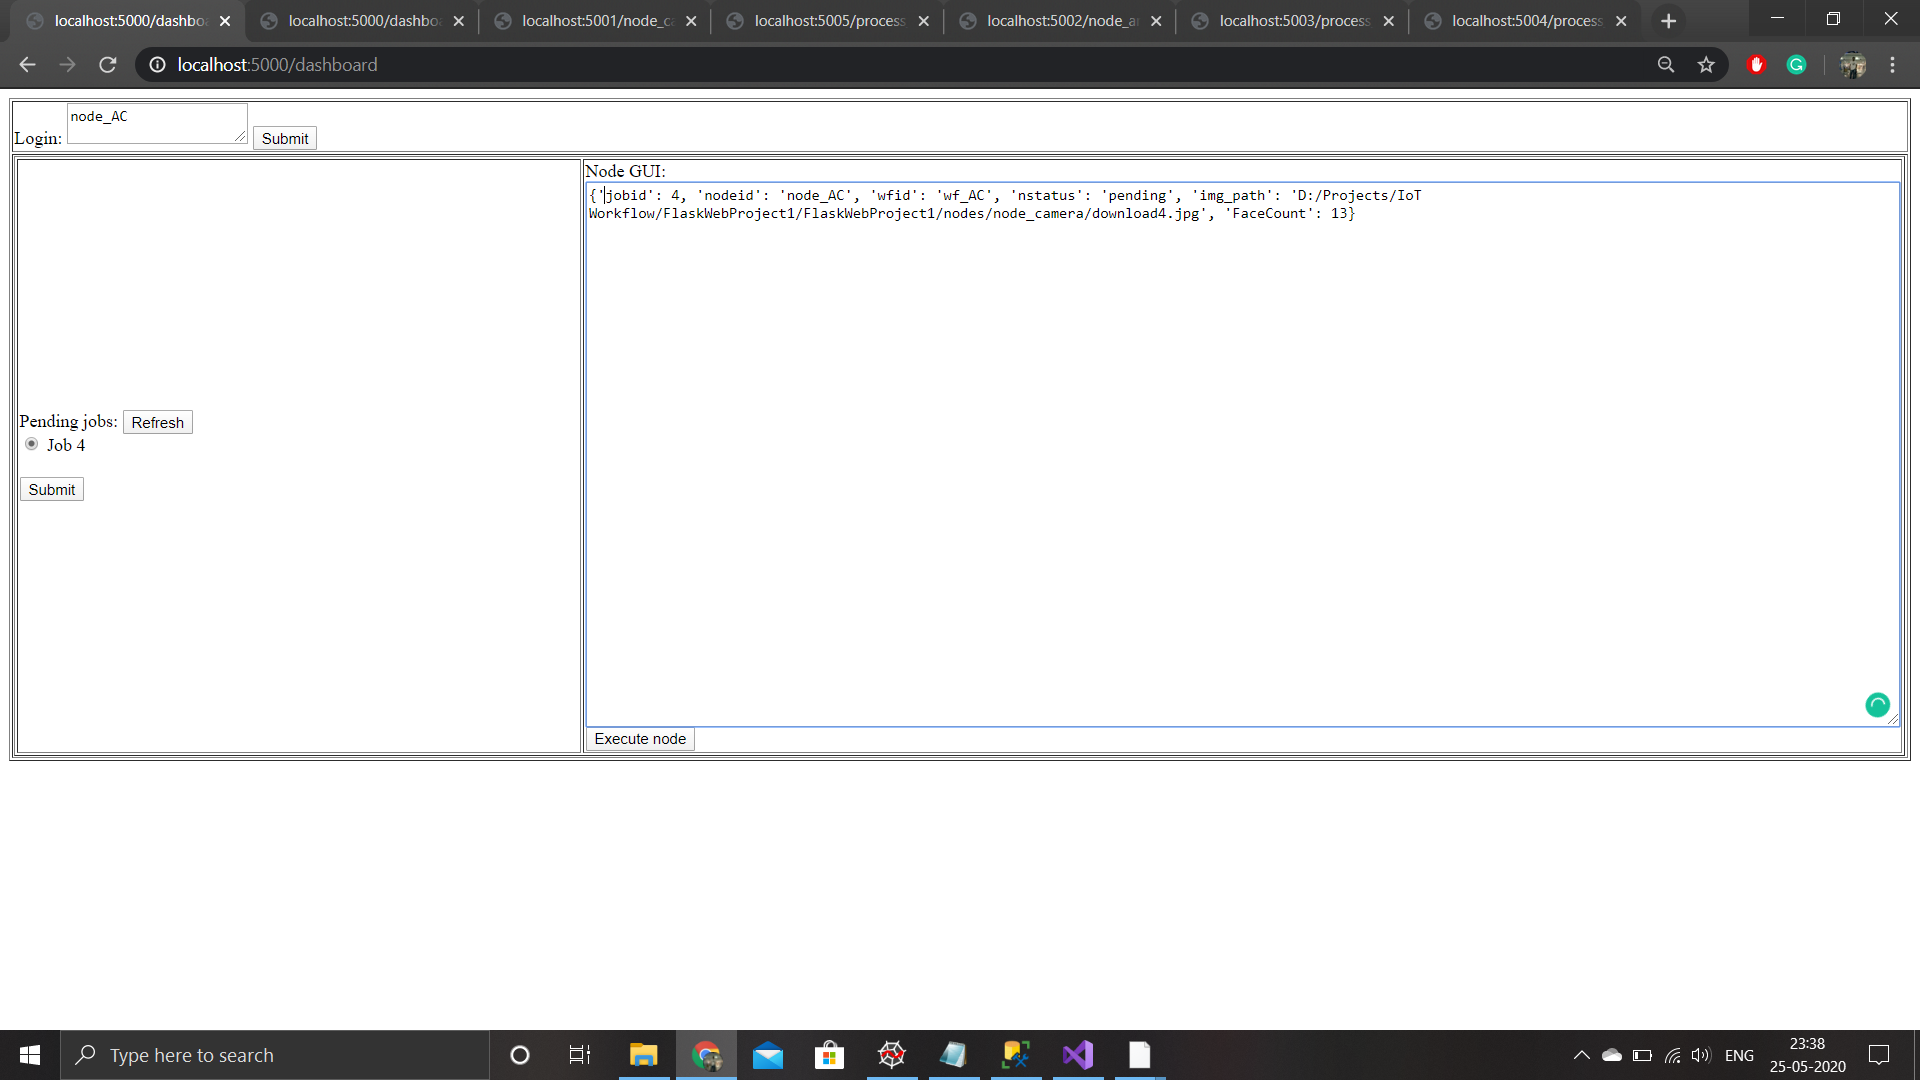 localhost:5000/dashbo
localhost:5000/dashbo
localhost:5001/node_c
localhost:5005/process
localhost:5002/node_a
localhost:5003/process
localhost:5004/process
localhost:5000/dashboard
Login:
node_AC
Submit
Pending jobs:
Refresh
Job 4
Submit
Node GUI:
{'jobid': 4, 'nodeid': 'node_AC', 'wfid': 'wf_AC', 'nstatus': 'pending', 'img_path': 'D:/Projects/IoT
Workflow/FlaskWebProject1/FlaskWebProject1/nodes/node_camera/download4.jpg', 'FaceCount': 13}
Execute node
Type here to search
ENG
23:38
25-05-2020